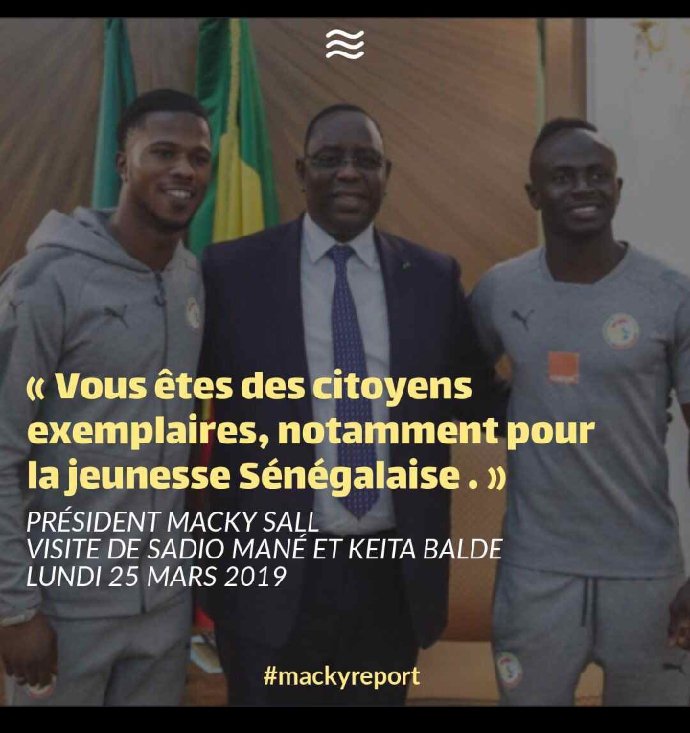 « Vous êtes des citoyens
exemplaires, notamment pour
la jeunesse Sénégalaise . »
PRÉSIDENT MACKY SALL
VISITE DE SADIO MANÉ ET KEITA BALDE
LUNDI 25 MARS 2019
#mackyreport